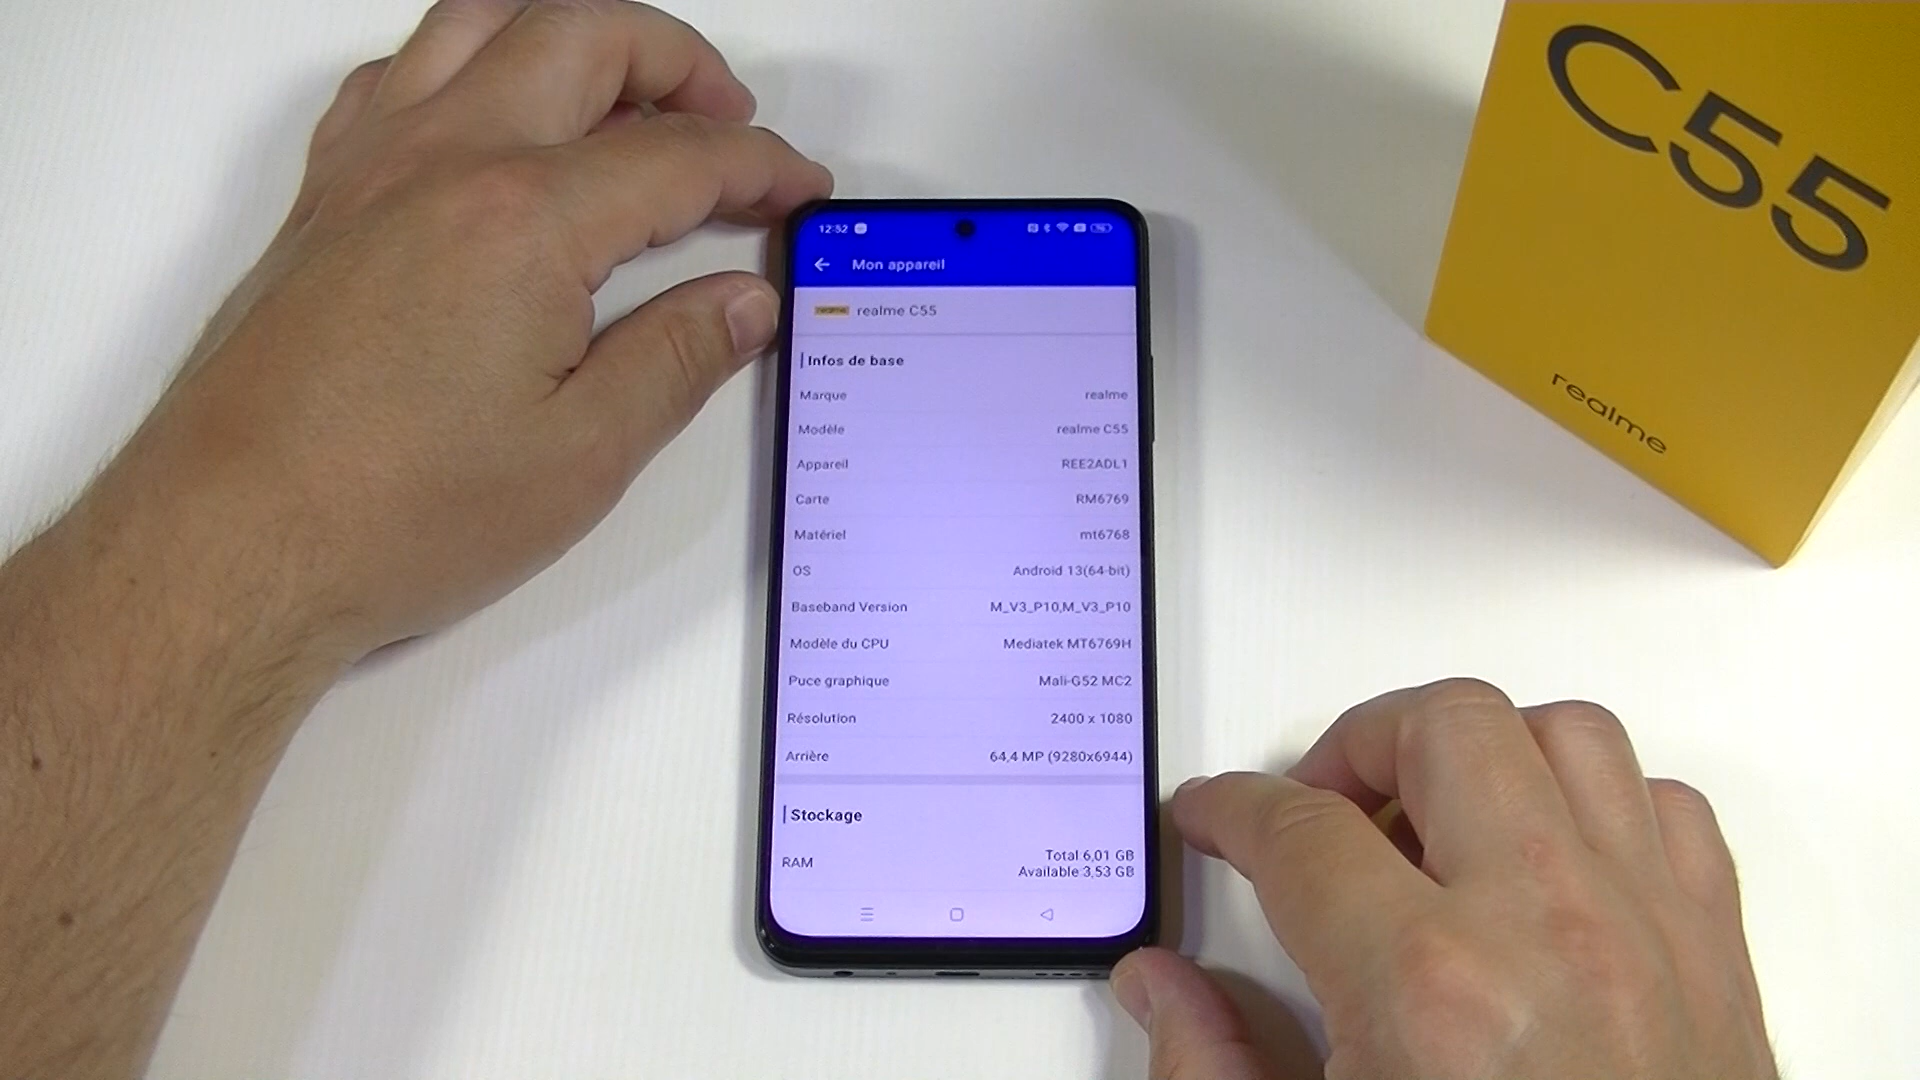 C55
realme
12:52
Mon appareil
realme
realme C55
Infos de base
Marque realme
Modèle realme C55
Appareil REE2ADL1
Carte RM6769
Matériel mt6768
OS Android 13(64-bit)
Baseband Version M_V3_P10,M_V3_P10
Modèle du CPU Mediatek MT6769H
Puce graphique Mali-G52 MC2
Résolution 2400 x 1080
Arrière 64,4 MP (9280x6944)
Stockage
RAM Total 6,01 GB
Available 3,53 GB